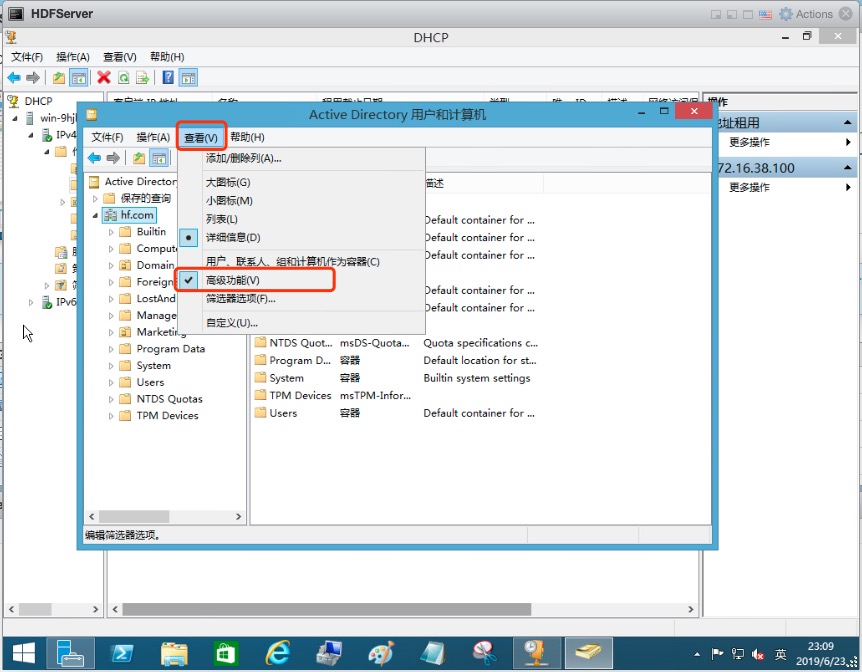 HDFServer
Actions
DHCP
文件(F) 操作(A) 查看(V) 帮助(H)
DHCP
win-9hjl
IPv4
IPv6
操作
地址租用
更多操作
72.16.38.100
更多操作
Active Directory 用户和计算机
文件(F) 操作(A) 查看(V) 帮助(H)
添加/删除列(A)...
大图标(G)
小图标(M)
列表(L)
详细信息(D)
用户、联系人、组和计算机作为容器(C)
高级功能(V)
筛选器选项(F)...
自定义(U)...
Active Directory
保存的查询
hf.com
Builtin
Compute
Domain
Foreign
LostAnd
Manage
Marketing
Program Data
System
Users
NTDS Quotas
TPM Devices
描述
Default container for ...
Default container for ...
Default container for ...
Default container for ...
Default container for ...
NTDS Quot... msDS-Quota... Quota specifications c...
Program D... 容器 Default location for st...
System 容器 Builtin system settings
TPM Devices msTPM-Infor...
Users 容器 Default container for ...
编辑筛选器选项。
英
23:09
2019/6/23